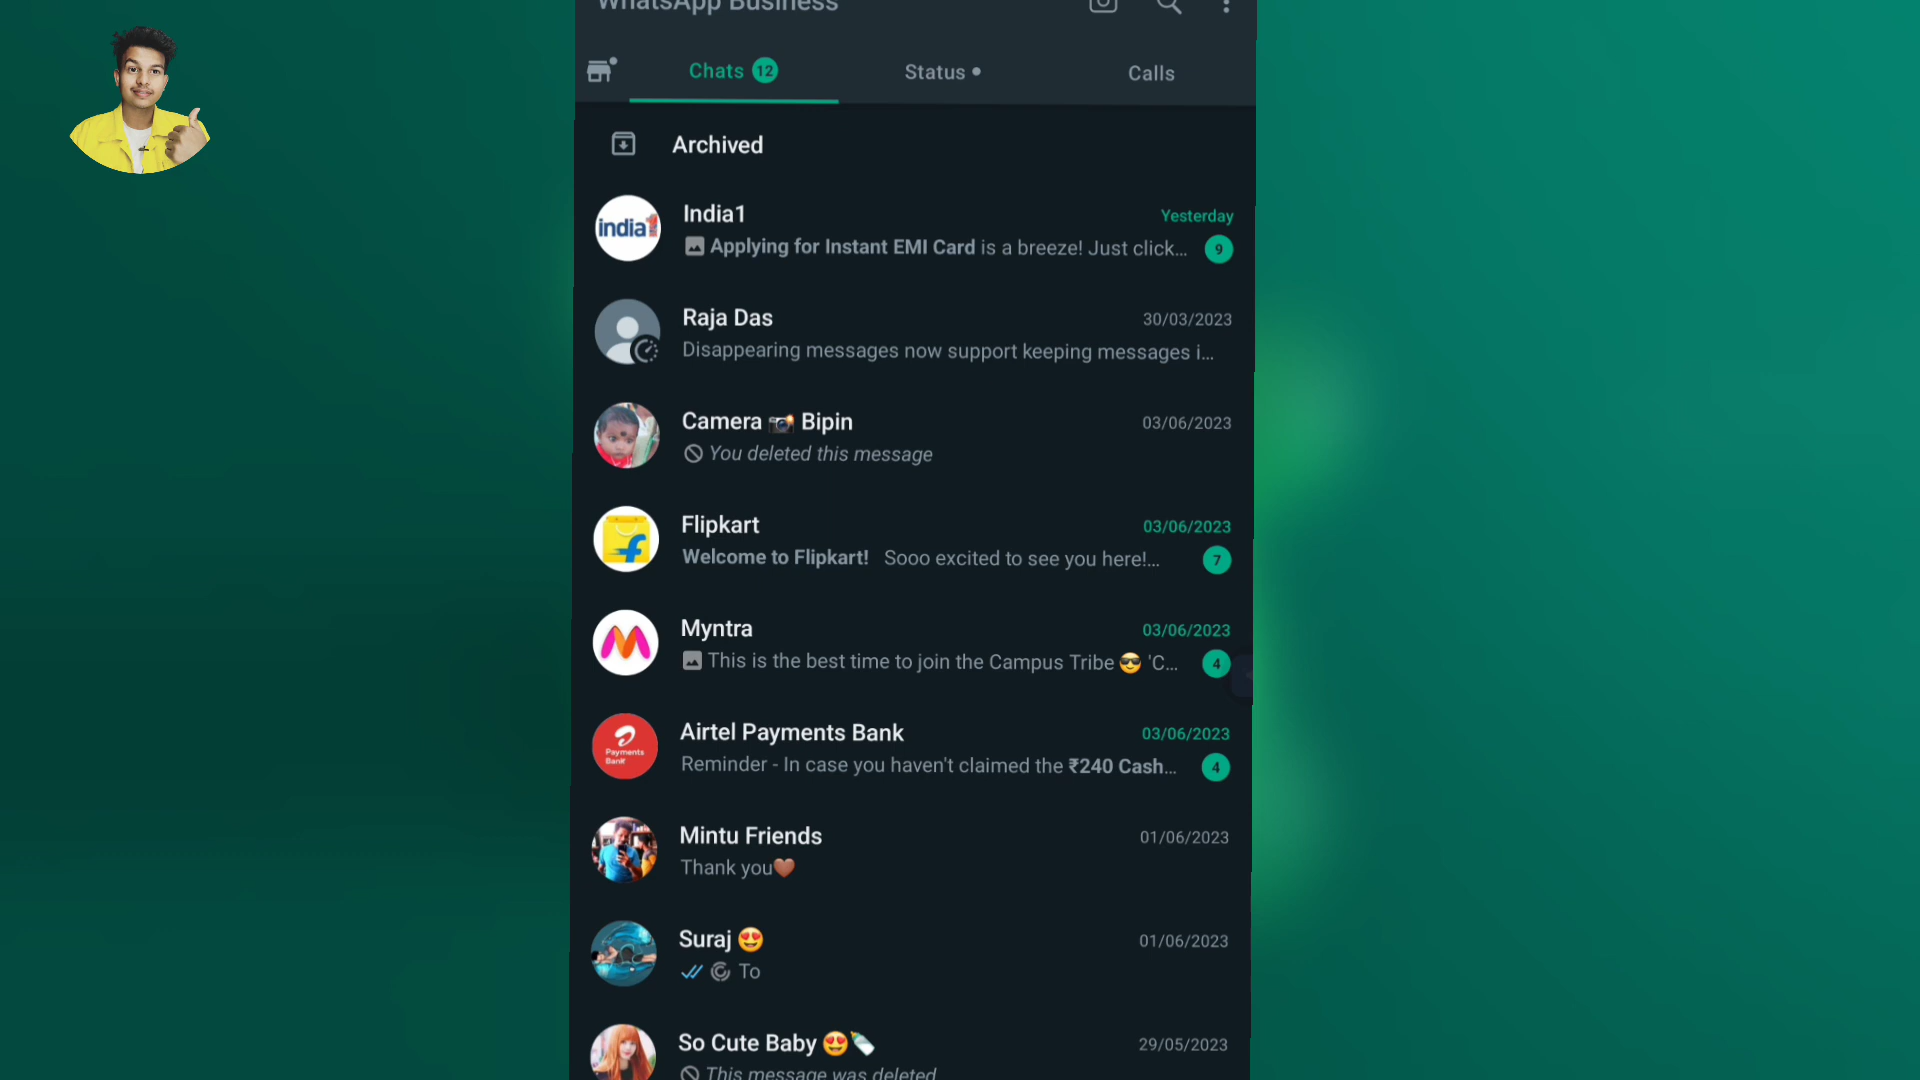 WhatsApp Business
Chats 12
Status
Calls
Archived
India1
Yesterday
Applying for Instant EMI Card is a breeze! Just click...
9
india1
Raja Das
30/03/2023
Disappearing messages now support keeping messages i...
Camera 📸 Bipin
03/06/2023
You deleted this message
Flipkart
03/06/2023
Welcome to Flipkart! Sooo excited to see you here!...
7
Myntra
03/06/2023
This is the best time to join the Campus Tribe 😎 'C...
4
Airtel Payments Bank
03/06/2023
Reminder - In case you haven't claimed the ₹240 Cash...
4
Payments
Bank
Mintu Friends
01/06/2023
Thank you🤎
Suraj 😍
01/06/2023
To
So Cute Baby 😍🍼
29/05/2023
This message was deleted